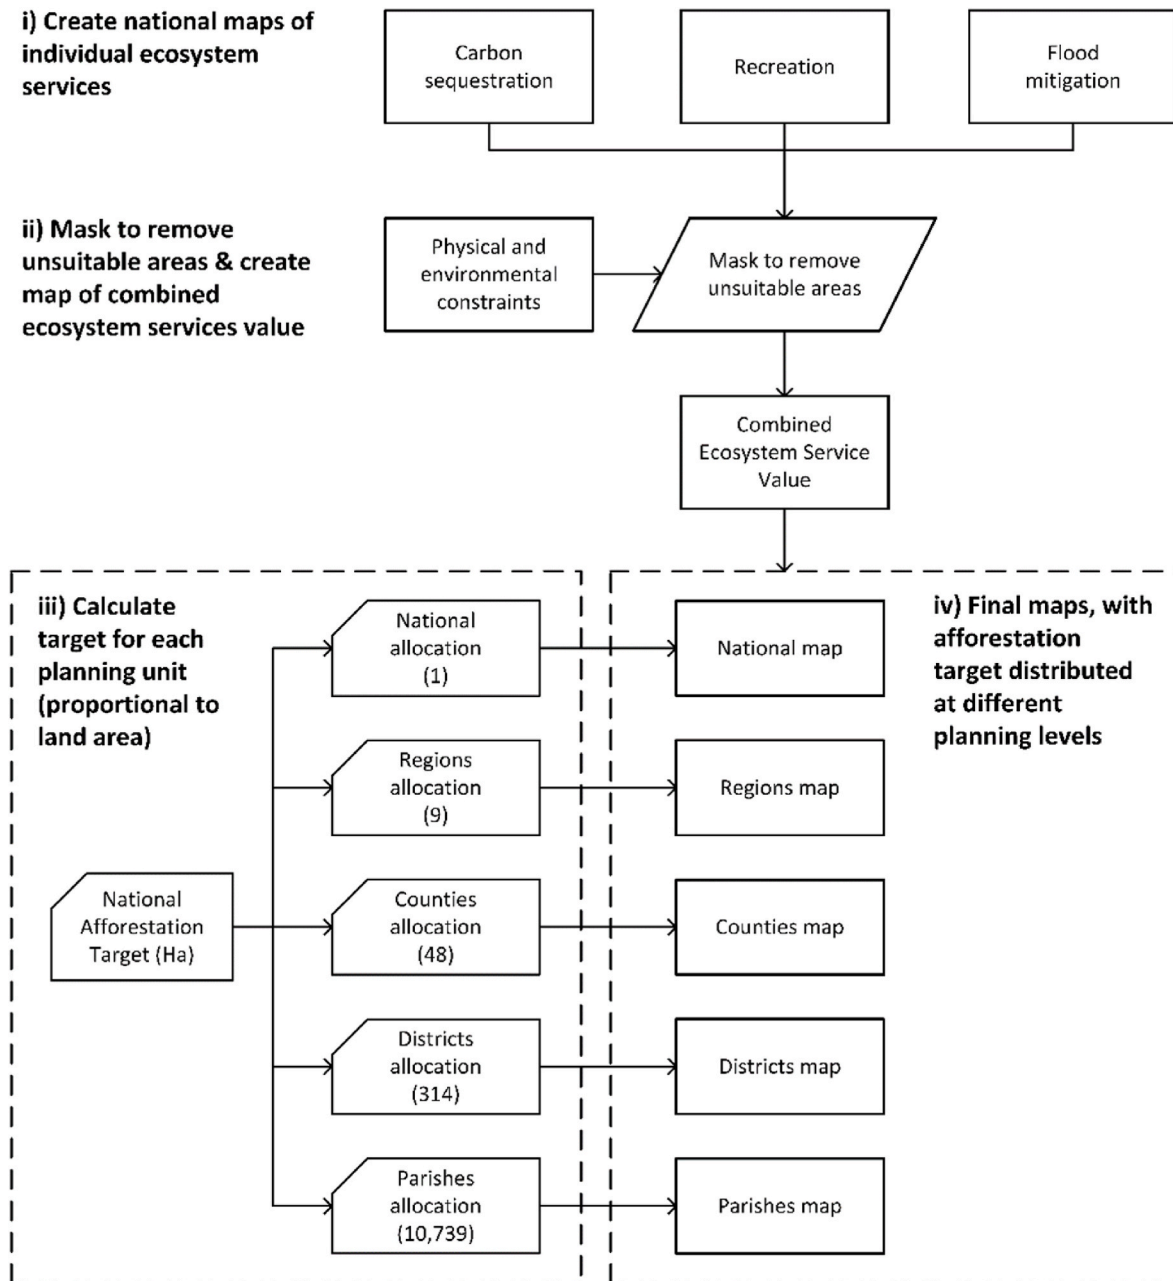 i) Create national maps of
individual ecosystem
services
Carbon
sequestration
Recreation
Flood
mitigation
ii) Mask to remove
unsuitable areas & create
map of combined
ecosystem services value
Physical and
environmental
constraints
Mask to remove
unsuitable areas
Combined
Ecosystem Service
Value
iii) Calculate
target for each
planning unit
(proportional to
land area)
National
allocation
(1)
National map
iv) Final maps, with
afforestation
target distributed
at different
planning levels
Regions
allocation
(9)
Regions map
National
Afforestation
Target (Ha)
Counties
allocation
(48)
Counties map
Districts
allocation
(314)
Districts map
Parishes
allocation
(10,739)
Parishes map